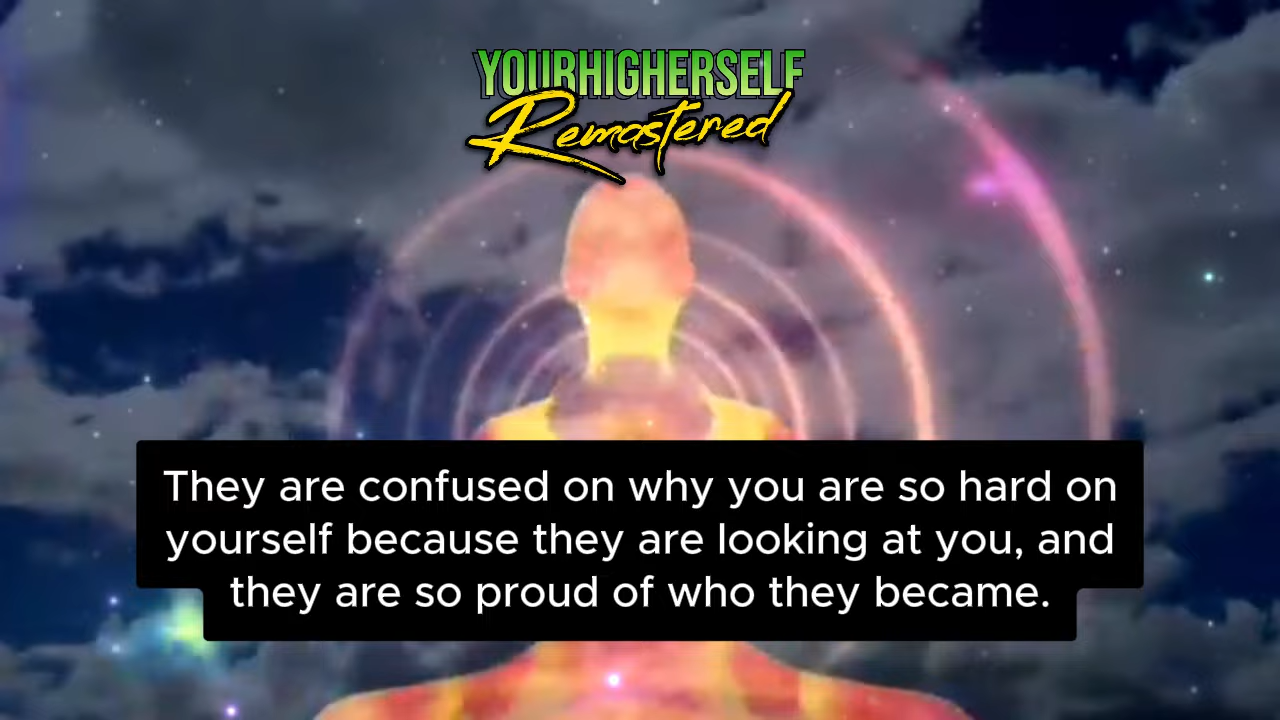 YOURHIGHERSELF
Remastered
They are confused on why you are so hard on
yourself because they are looking at you, and
they are so proud of who they became.